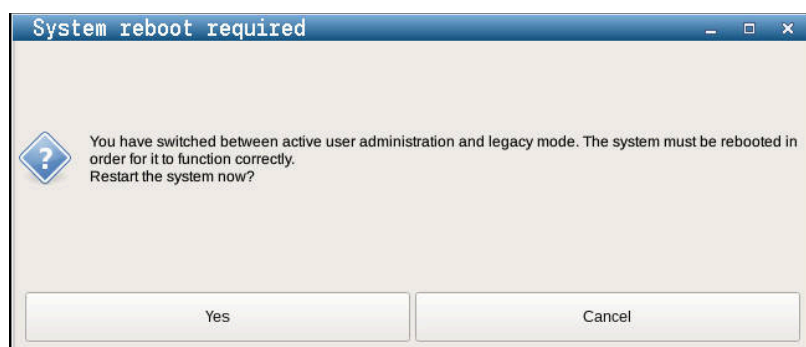 System reboot required
You have switched between active user administration and legacy mode. The system must be rebooted in
order for it to function correctly.
Restart the system now?
Yes
Cancel